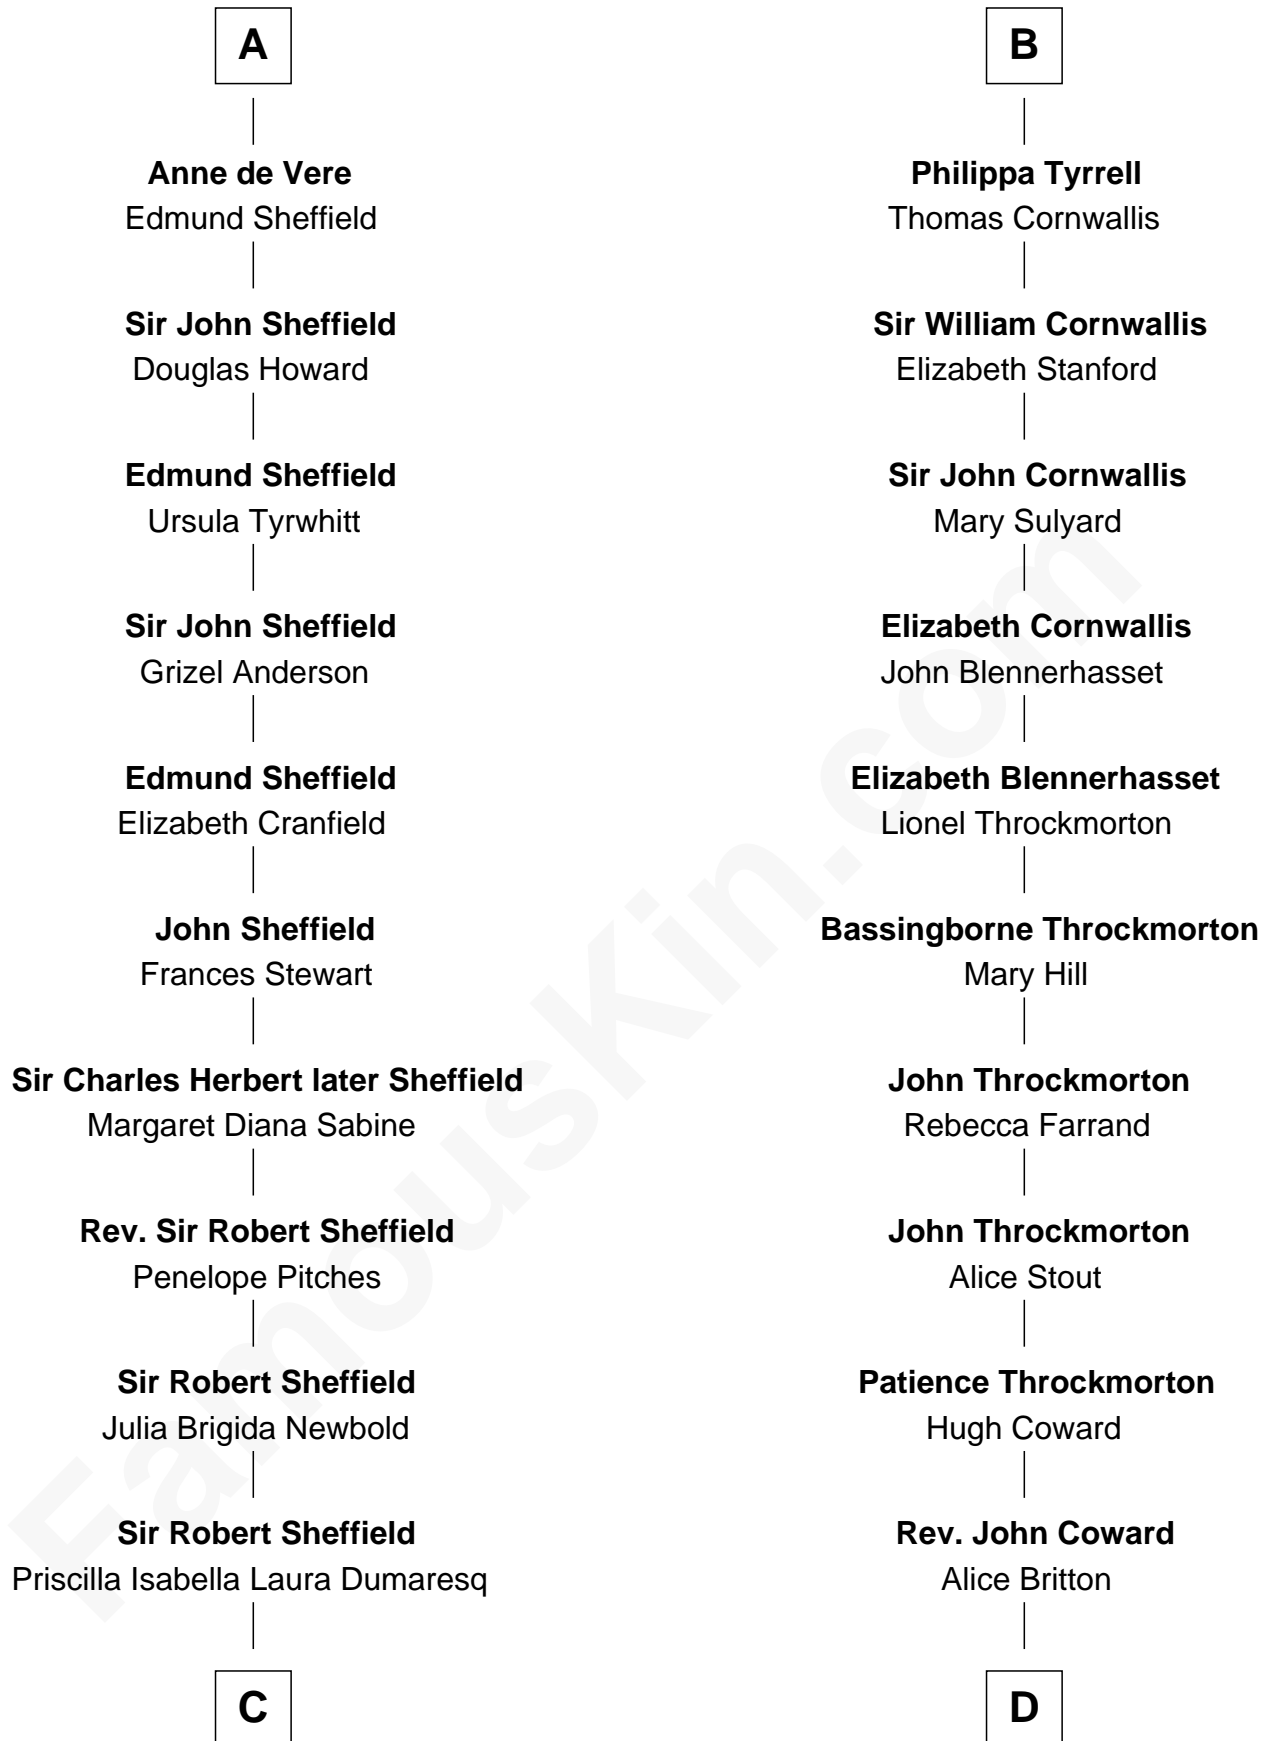 A
Anne de Vere
Edmund Sheffield
Sir John Sheffield
Douglas Howard
Edmund Sheffield
Ursula Tyrwhitt
Sir John Sheffield
Grizel Anderson
Edmund Sheffield
Elizabeth Cranfield
John Sheffield
Frances Stewart
Sir Charles Herbert later Sheffield
Margaret Diana Sabine
Rev. Sir Robert Sheffield
Penelope Pitches
Sir Robert Sheffield
Julia Brigida Newbold
Sir Robert Sheffield
Priscilla Isabella Laura Dumaresq
C
B
Philippa Tyrrell
Thomas Cornwallis
Sir William Cornwallis
Elizabeth Stanford
Sir John Cornwallis
Mary Sulyard
Elizabeth Cornwallis
John Blennerhasset
Elizabeth Blennerhasset
Lionel Throckmorton
Bassingborne Throckmorton
Mary Hill
John Throckmorton
Rebecca Farrand
John Throckmorton
Alice Stout
Patience Throckmorton
Hugh Coward
Rev. John Coward
Alice Britton
D
FamousKin.com